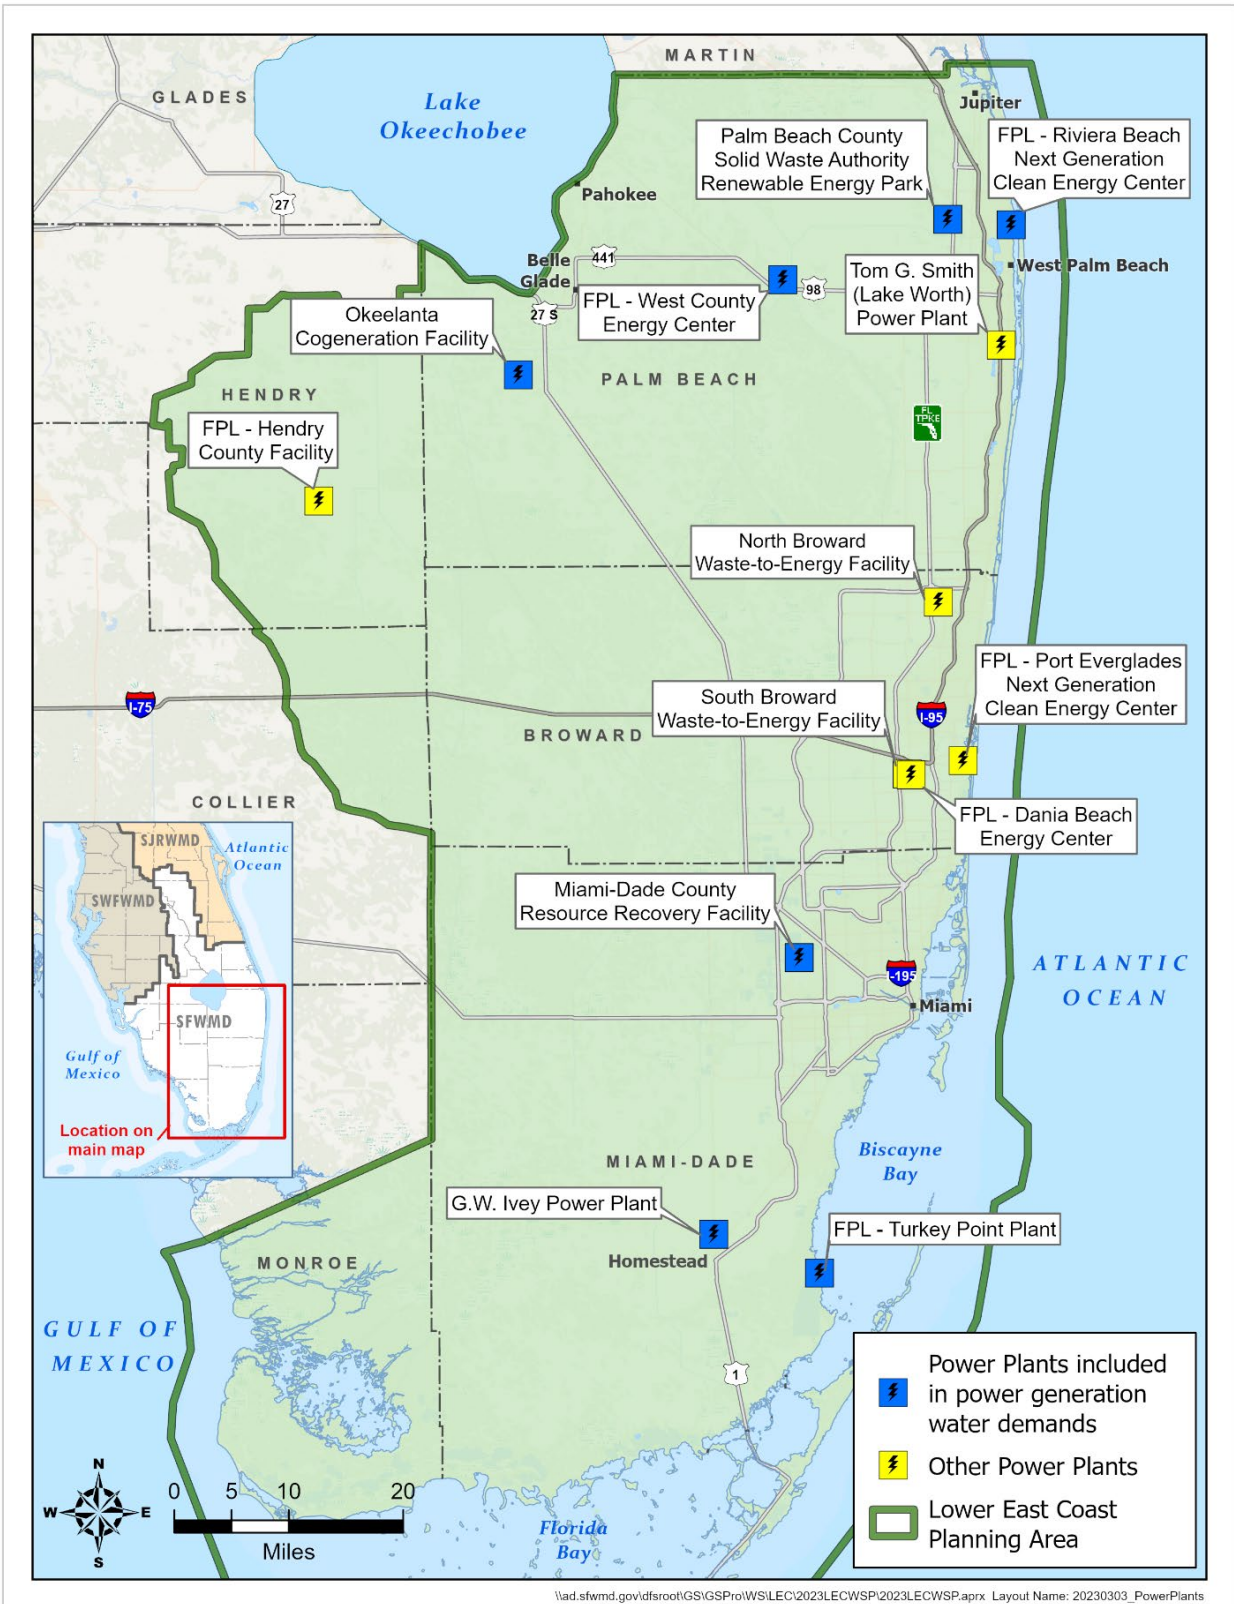 MARTIN
GLADES
Lake
Okeechobee
Jupiter
Palm Beach County
Solid Waste Authority
Renewable Energy Park
FPL - Riviera Beach
Next Generation
Clean Energy Center
Pahokee
27
441
Belle
Glade
West Palm Beach
98
27 S
FPL - West County
Energy Center
Tom G. Smith
(Lake Worth)
Power Plant
Okeelanta
Cogeneration Facility
PALM BEACH
HENDRY
FL
TPKE
FPL - Hendry
County Facility
North Broward
Waste-to-Energy Facility
FPL - Port Everglades
Next Generation
Clean Energy Center
South Broward
Waste-to-Energy Facility
I-75
I-95
BROWARD
COLLIER
FPL - Dania Beach
Energy Center
SJRWMD
Atlantic
Ocean
SWFWMD
SFWMD
Gulf of
Mexico
Location on
main map
Miami-Dade County
Resource Recovery Facility
I-195
Miami
ATLANTIC
OCEAN
Biscayne
Bay
MIAMI-DADE
G.W. Ivey Power Plant
FPL - Turkey Point Plant
Homestead
MONROE
GULF OF
MEXICO
1
Power Plants included
in power generation
water demands
Other Power Plants
Lower East Coast
Planning Area
N
W E
S
0 5 10 20
Miles
Florida
Bay
\\ad.sfwmd.gov\dfsroot\GS\GSPro\WS\LEC\2023LECWSP\2023LECWSP.aprx Layout Name: 20230303_PowerPlants